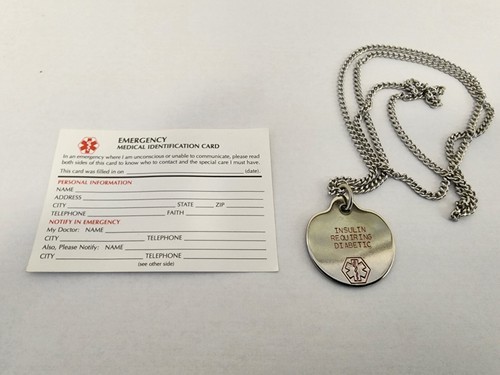 EMERGENCY
MEDICAL IDENTIFICATION CARD
In an emergency where I am unconscious or unable to communicate, please read
both sides of this card to know who to contact and the special care I must have.
This card was filled in on (date).
PERSONAL INFORMATION
NAME
ADDRESS
CITY STATE ZIP
TELEPHONE FAITH
NOTIFY IN EMERGENCY
My Doctor: NAME
CITY TELEPHONE
Also, Please Notify: NAME
CITY TELEPHONE
(see other side)
INSULIN
REQUIRING
DIABETIC